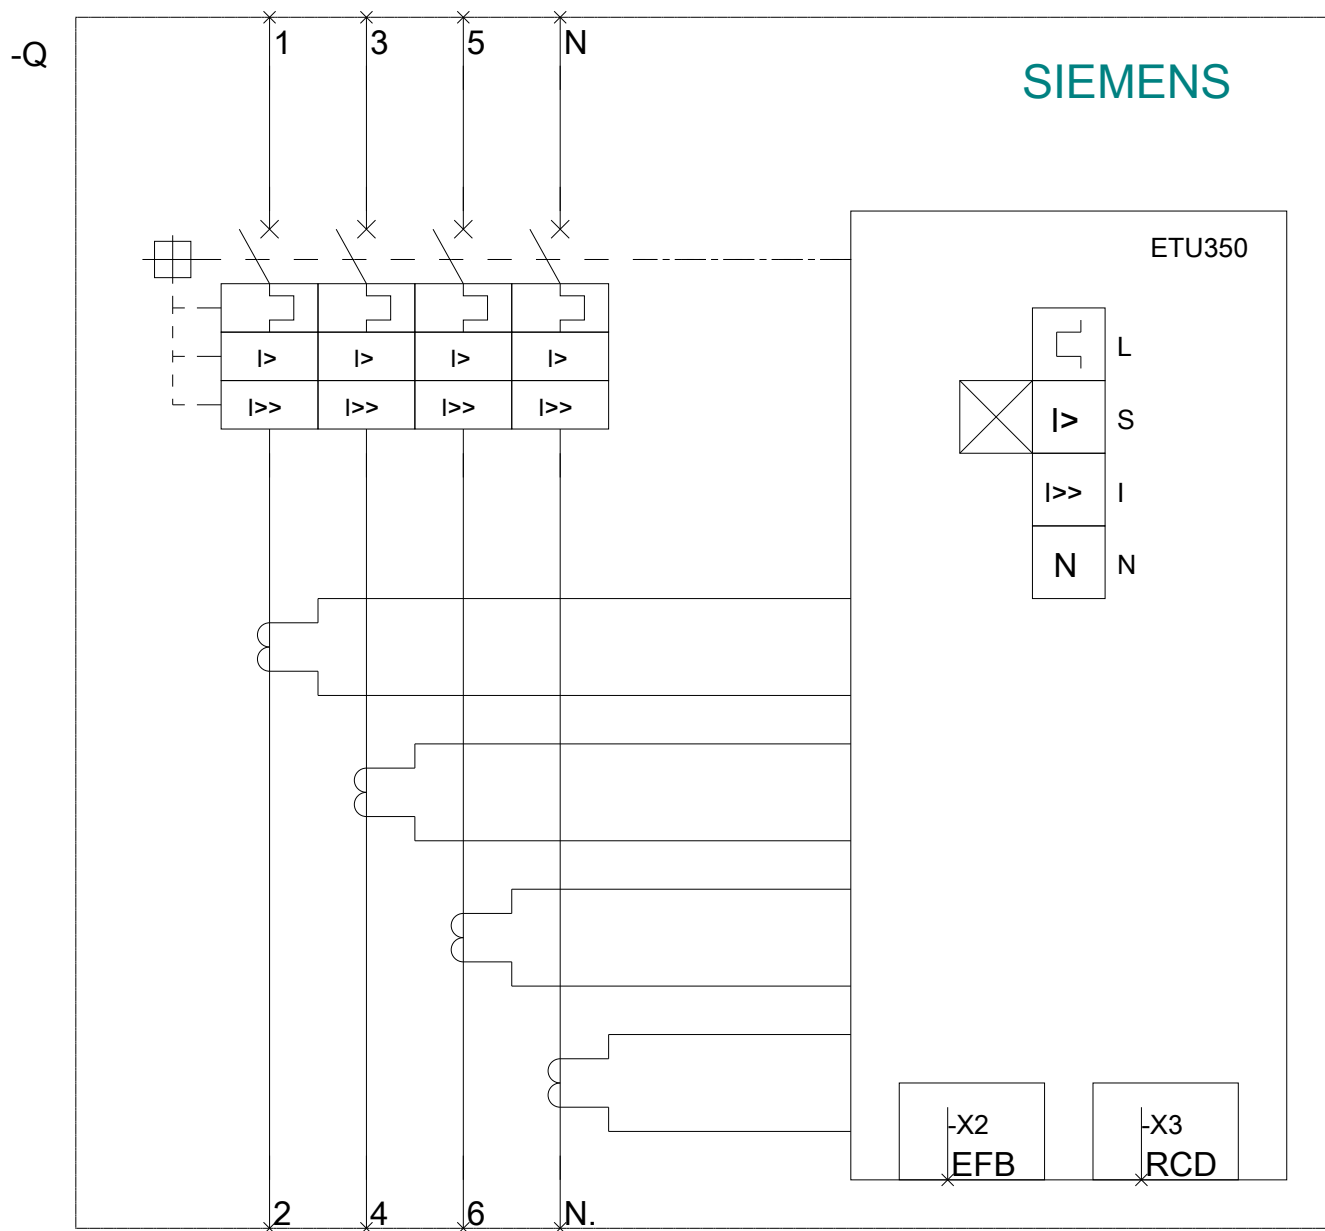 1 3 5 N
-Q
SIEMENS
ETU350
I> I> I> I>
I>> I>> I>> I>>
L
I> S
I>> I
N N
-X2 -X3
EFB RCD
2 4 6 N.